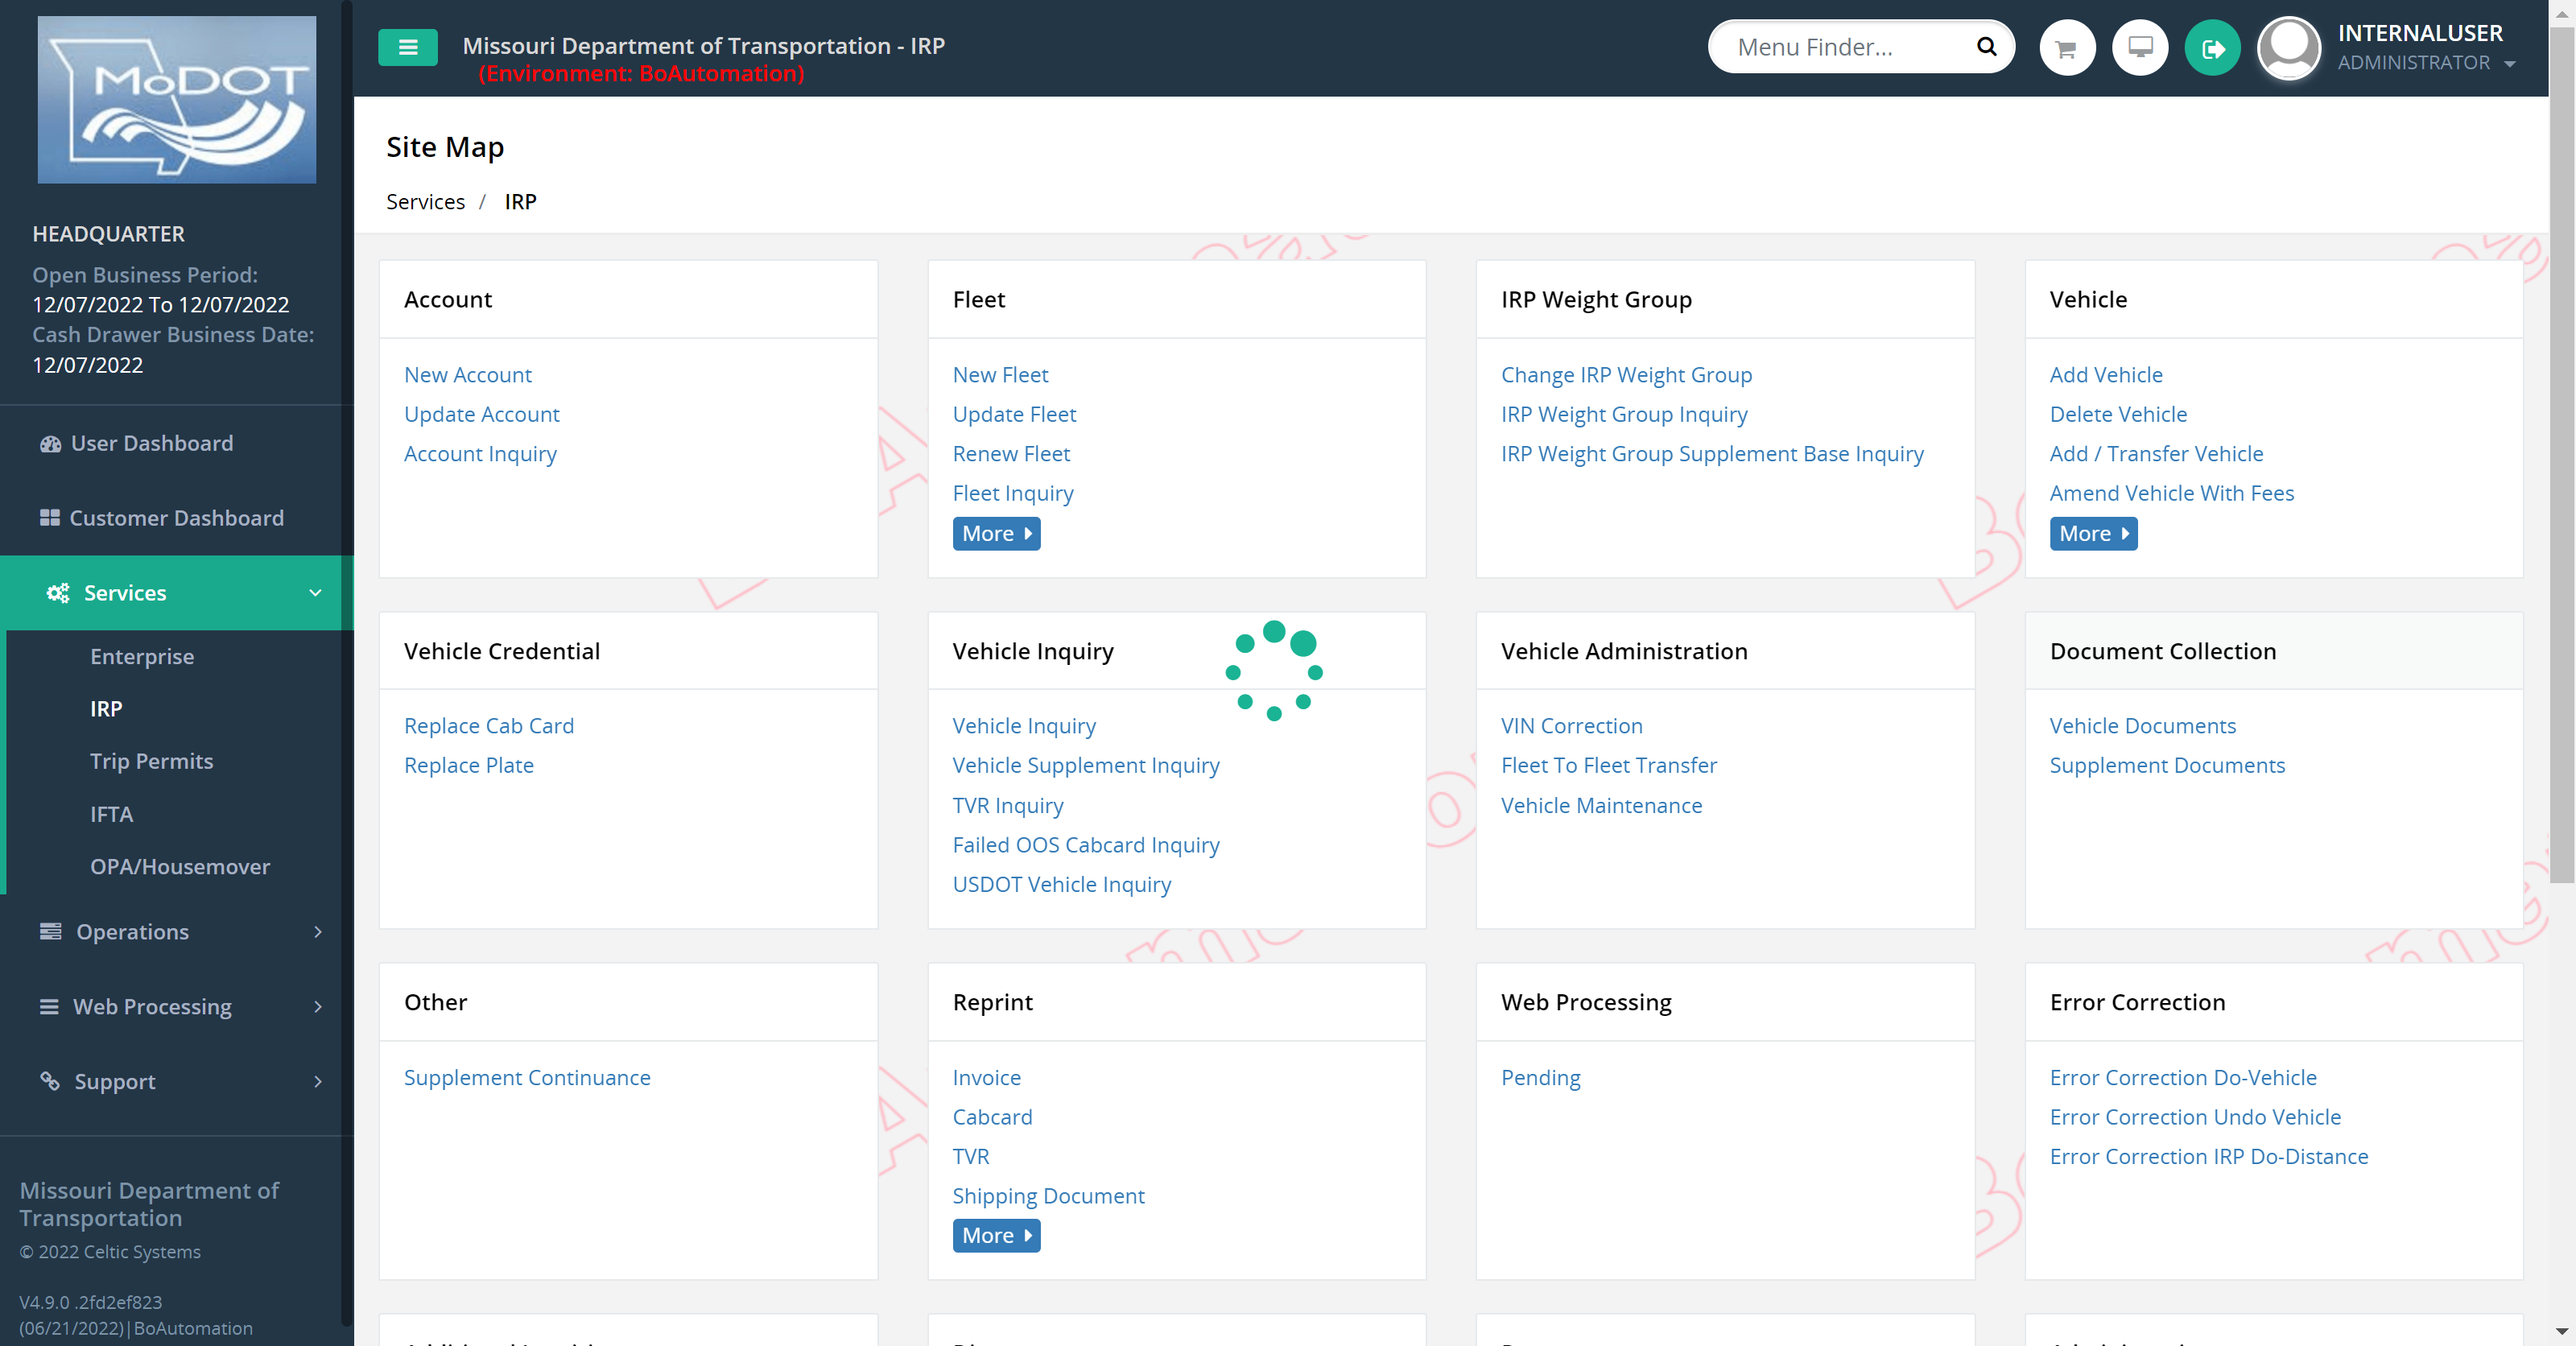 MoDOT
HEADQUARTER
Open Business Period:
12/07/2022 To 12/07/2022
Cash Drawer Business Date:
12/07/2022
User Dashboard
Customer Dashboard
Services
Enterprise
IRP
Trip Permits
IFTA
OPA/Housemover
Operations
Web Processing
Support
Missouri Department of
Transportation
© 2022 Celtic Systems
V4.9.0 .2fd2ef823
(06/21/2022)|BoAutomation
Missouri Department of Transportation - IRP
(Environment: BoAutomation)
Menu Finder...
INTERNALUSER
ADMINISTRATOR
Site Map
Services / IRP
Account
New Account
Update Account
Account Inquiry
Fleet
New Fleet
Update Fleet
Renew Fleet
Fleet Inquiry
More
IRP Weight Group
Change IRP Weight Group
IRP Weight Group Inquiry
IRP Weight Group Supplement Base Inquiry
Vehicle
Add Vehicle
Delete Vehicle
Add / Transfer Vehicle
Amend Vehicle With Fees
More
Vehicle Credential
Replace Cab Card
Replace Plate
Vehicle Inquiry
Vehicle Inquiry
Vehicle Supplement Inquiry
TVR Inquiry
Failed OOS Cabcard Inquiry
USDOT Vehicle Inquiry
Vehicle Administration
VIN Correction
Fleet To Fleet Transfer
Vehicle Maintenance
Document Collection
Vehicle Documents
Supplement Documents
Other
Supplement Continuance
Reprint
Invoice
Cabcard
TVR
Shipping Document
More
Web Processing
Pending
Error Correction
Error Correction Do-Vehicle
Error Correction Undo Vehicle
Error Correction IRP Do-Distance